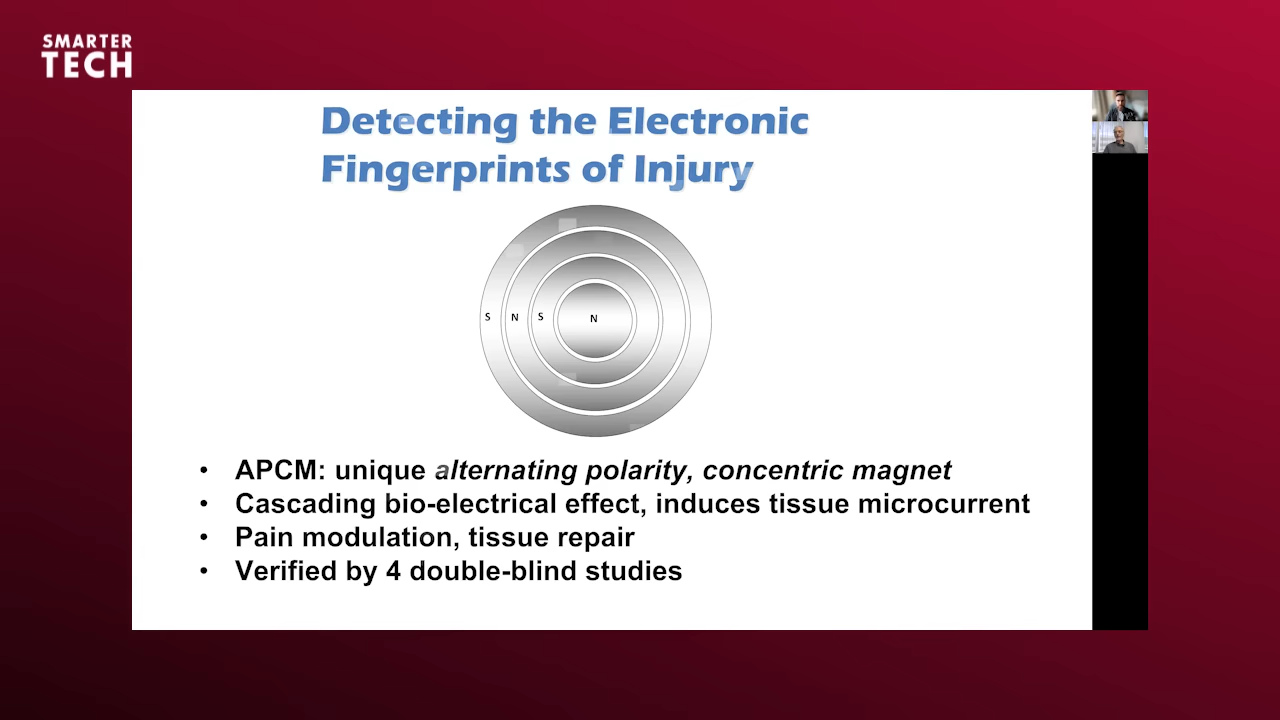 SMARTER
TECH
Detecting the Electronic
Fingerprints of Injury
S N S N
• APCM: unique alternating polarity, concentric magnet
• Cascading bio-electrical effect, induces tissue microcurrent
• Pain modulation, tissue repair
• Verified by 4 double-blind studies